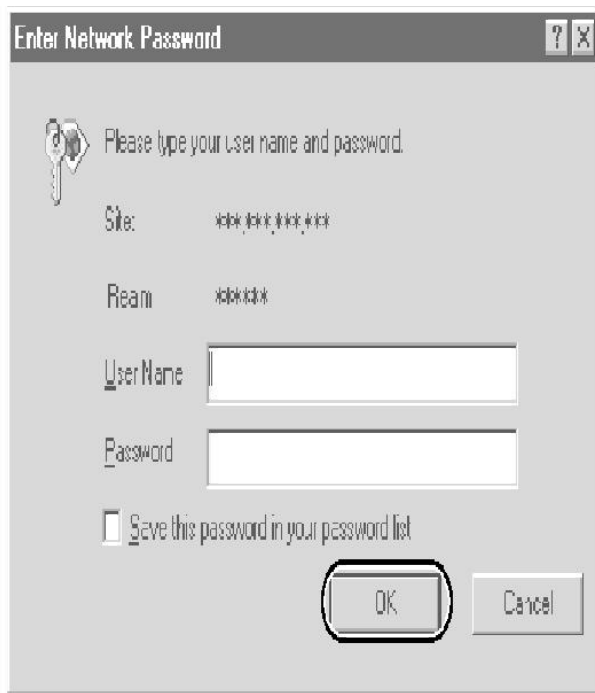 Enter Network Password ? X
Please type your user name and password.
Site: ***.***.***.***
Realm ******
User Name
Password
Save this password in your password list
OK Cancel